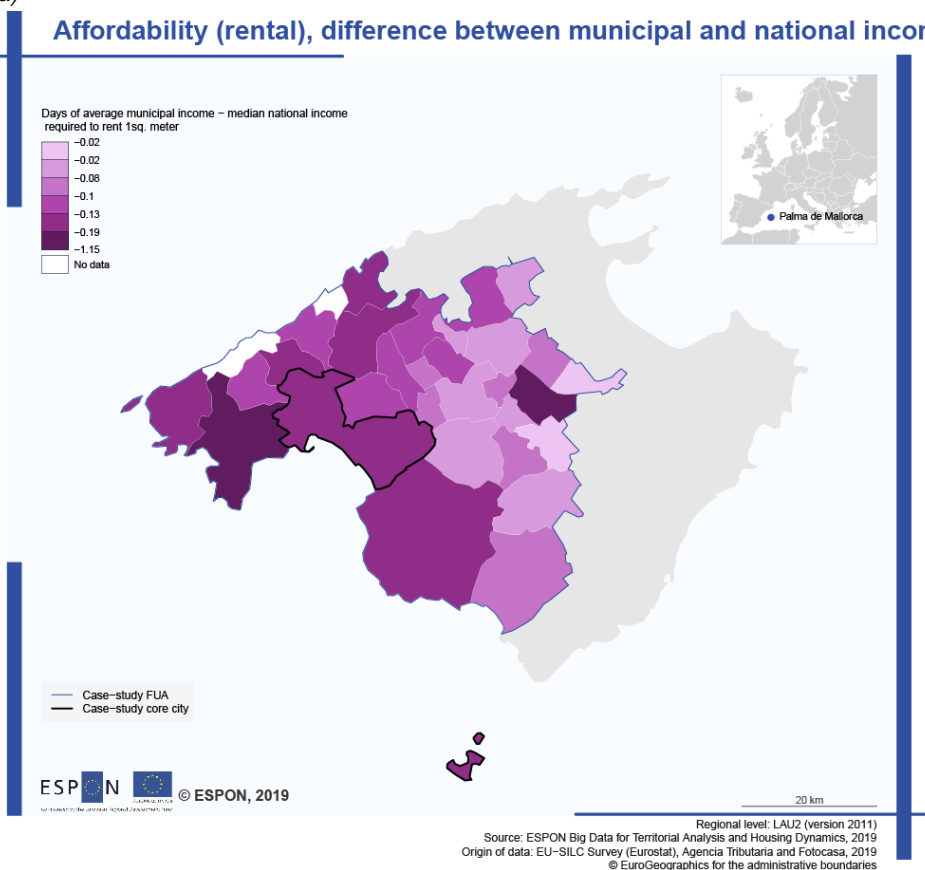 Affordability (rental), difference between municipal and national
Days of average municipal income − median national income
required to rent 1sq. meter
−0.02
−0.02
−0.08
−0.1
−0.13
−0.19
−1.15
No data
Palma de Mallorca
Case−study FUA
Case−study core city
ESPON
© ESPON, 2019
20 km
Regional level: LAU2 (version 2011)
Source: ESPON Big Data for Territorial Analysis and Housing Dynamics, 2019
Origin of data: EU−SILC Survey (Eurostat), Agencia Tributaria and Fotocasa, 2019
© EuroGeographics for the administrative boundaries